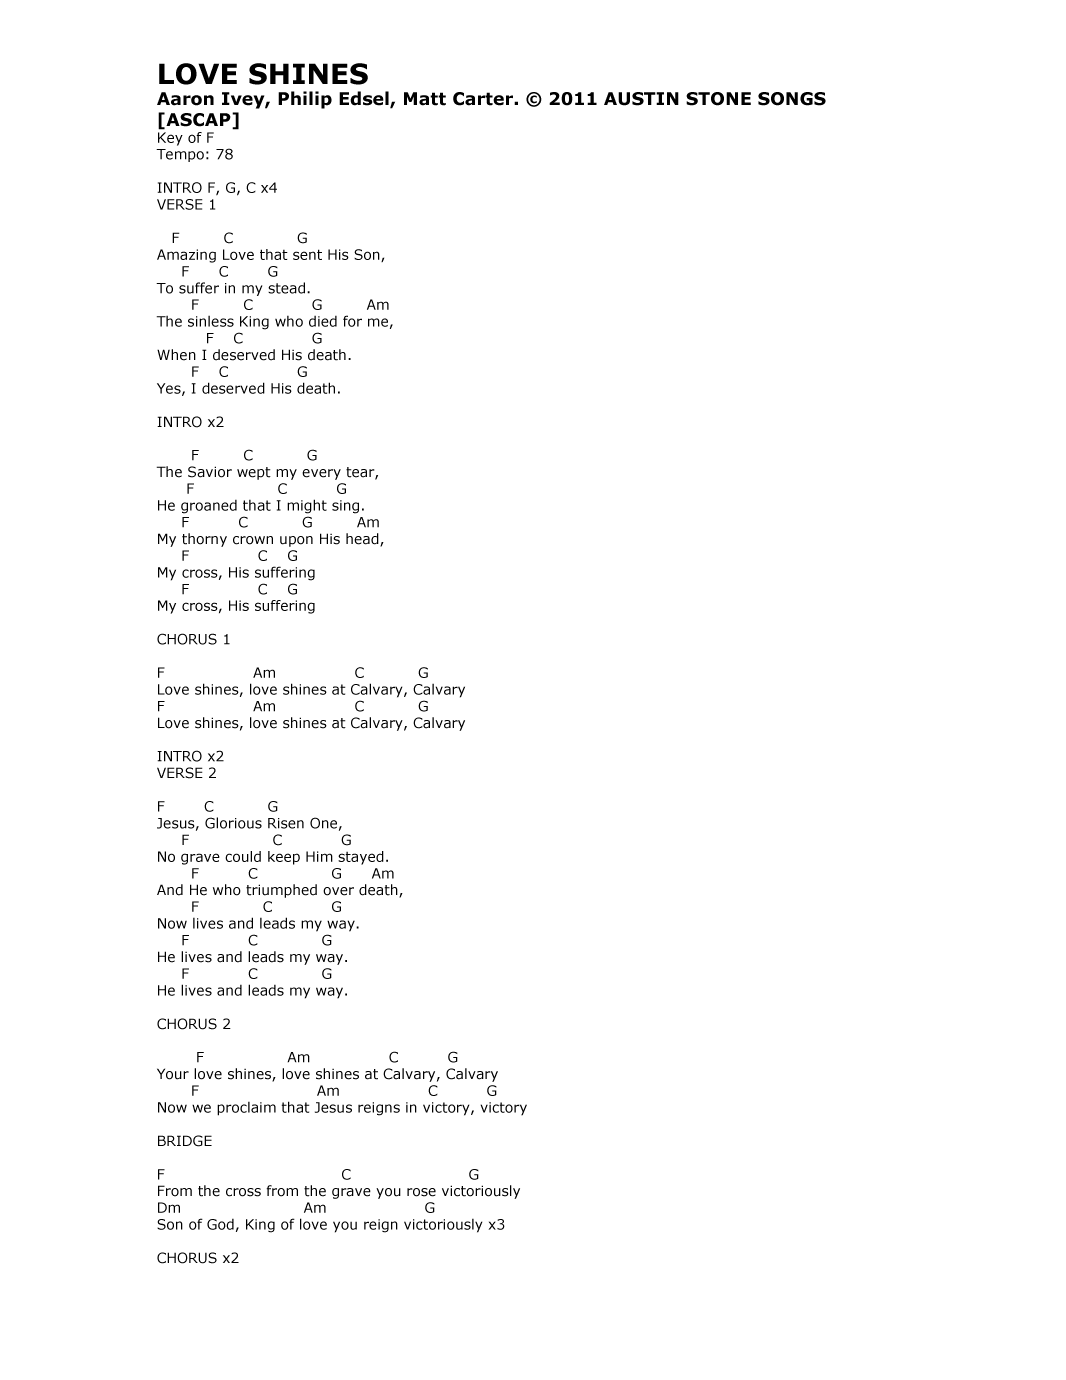 LOVE SHINES
Aaron Ivey, Philip Edsel, Matt Carter. © 2011 AUSTIN STONE SONGS
[ASCAP]
Key of F
Tempo: 78
INTRO F, G, C x4
VERSE 1
F C G
Amazing Love that sent His Son,
F C G
To suffer in my stead.
F C G Am
The sinless King who died for me,
F C G
When I deserved His death.
F C G
Yes, I deserved His death.
INTRO x2
F C G
The Savior wept my every tear,
F C G
He groaned that I might sing.
F C G Am
My thorny crown upon His head,
F C G
My cross, His suffering
F C G
My cross, His suffering
CHORUS 1
F Am C G
Love shines, love shines at Calvary, Calvary
F Am C G
Love shines, love shines at Calvary, Calvary
INTRO x2
VERSE 2
F C G
Jesus, Glorious Risen One,
F C G
No grave could keep Him stayed.
F C G Am
And He who triumphed over death,
F C G
Now lives and leads my way.
F C G
He lives and leads my way.
F C G
He lives and leads my way.
CHORUS 2
F Am C G
Your love shines, love shines at Calvary, Calvary
F Am C G
Now we proclaim that Jesus reigns in victory, victory
BRIDGE
F C G
From the cross from the grave you rose victoriously
Dm Am G
Son of God, King of love you reign victoriously x3
CHORUS x2